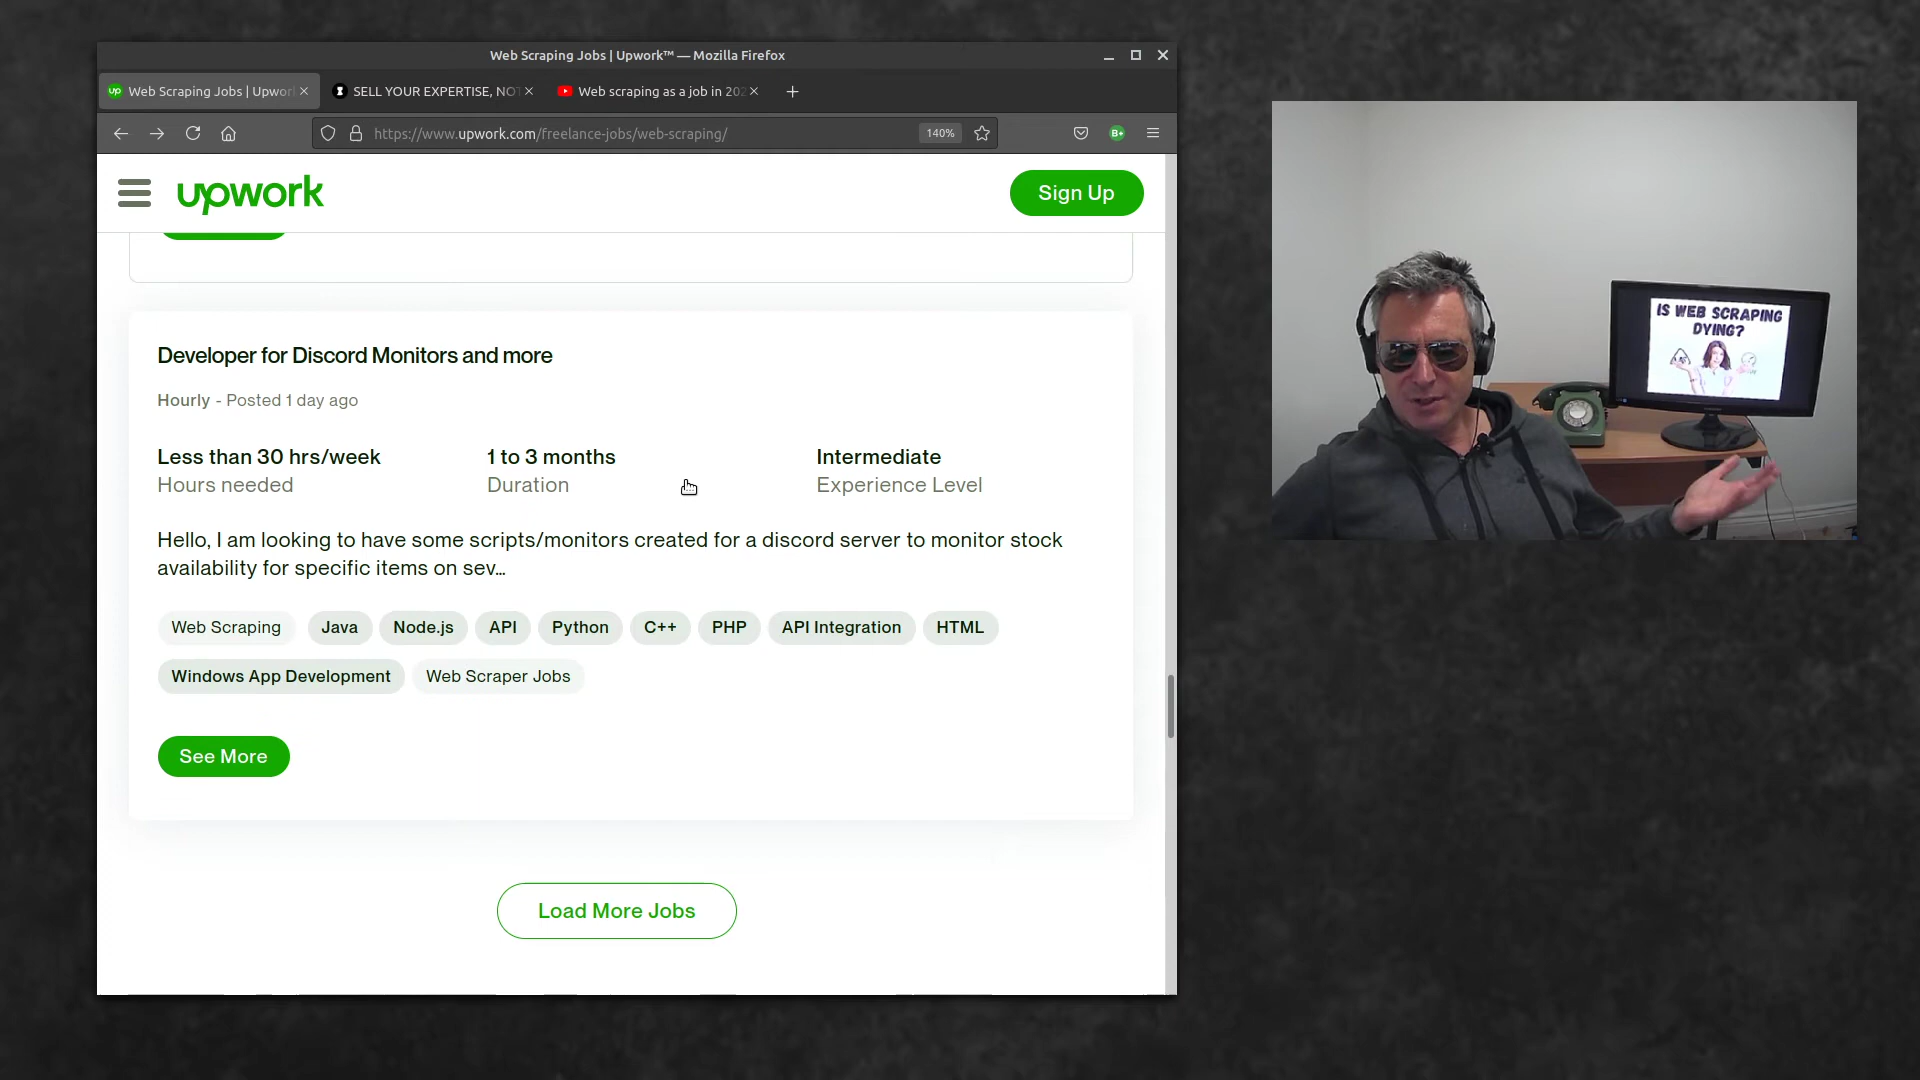 Web Scraping Jobs | Upwork™ — Mozilla Firefox
Web Scraping Jobs | Upwor
SELL YOUR EXPERTISE, NOT
Web scraping as a job in 202
https://www.upwork.com/freelance-jobs/web-scraping/
140%
B+
upwork
Sign Up
Developer for Discord Monitors and more
Hourly - Posted 1 day ago
Less than 30 hrs/week
1 to 3 months
Intermediate
Hours needed
Duration
Experience Level
Hello, I am looking to have some scripts/monitors created for a discord server to monitor stock
availability for specific items on sev...
Web Scraping
Java
Node.js
API
Python
C++
PHP
API Integration
HTML
Windows App Development
Web Scraper Jobs
See More
Load More Jobs
IS WEB SCRAPING
DYING?